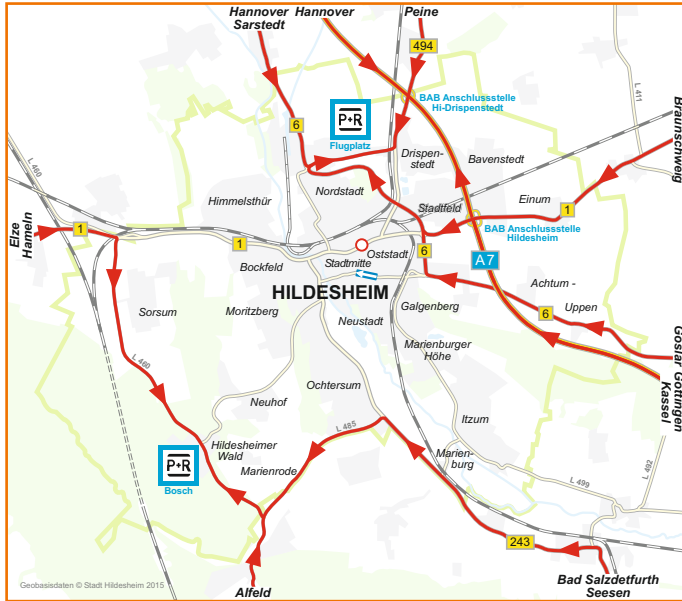 Hannover
Sarstedt
Hannover
Peine
494
BAB Anschlussstelle
Hi-Drispenstedt
L 411
Braunschweig
P+R
Flugplatz
6
Drispen-
stedt
Bavenstedt
L 460
Nordstadt
Himmelsthür
Stadtfeld
Einum
1
Elze
Hameln
1
1
BAB Anschlussstelle
Hildesheim
Oststadt
6
A7
Bockfeld
Stadtmitte
HILDESHEIM
Achtum -
Uppen
6
Sorsum
Moritzberg
Neustadt
Galgenberg
Marienburger
Höhe
Goslar
Göttingen
Kassel
L 460
Ochtersum
Neuhof
Itzum
L 485
Hildesheimer
Wald
Marienrode
Marien-
burg
P+R
Bosch
L 499
L 492
243
Geobasisdaten © Stadt Hildesheim 2015
Alfeld
Bad Salzdetfurth
Seesen